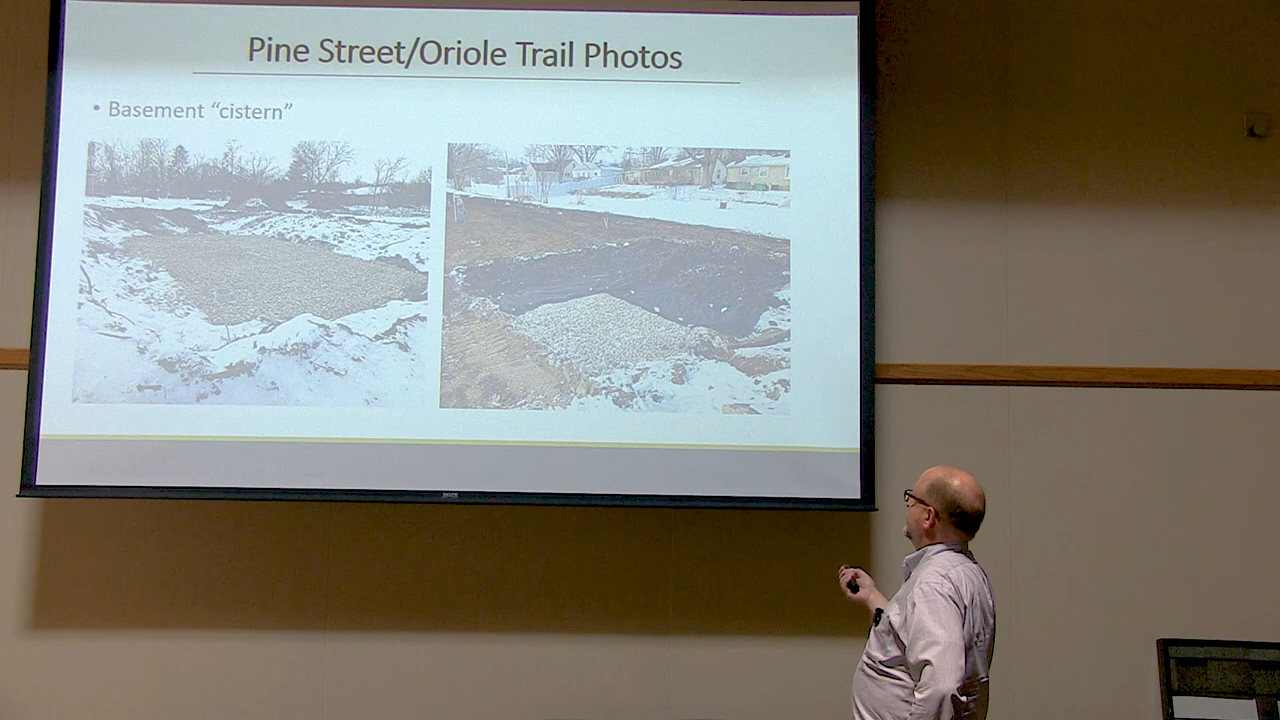 Pine Street/Oriole Trail Photos
• Basement “cistern”